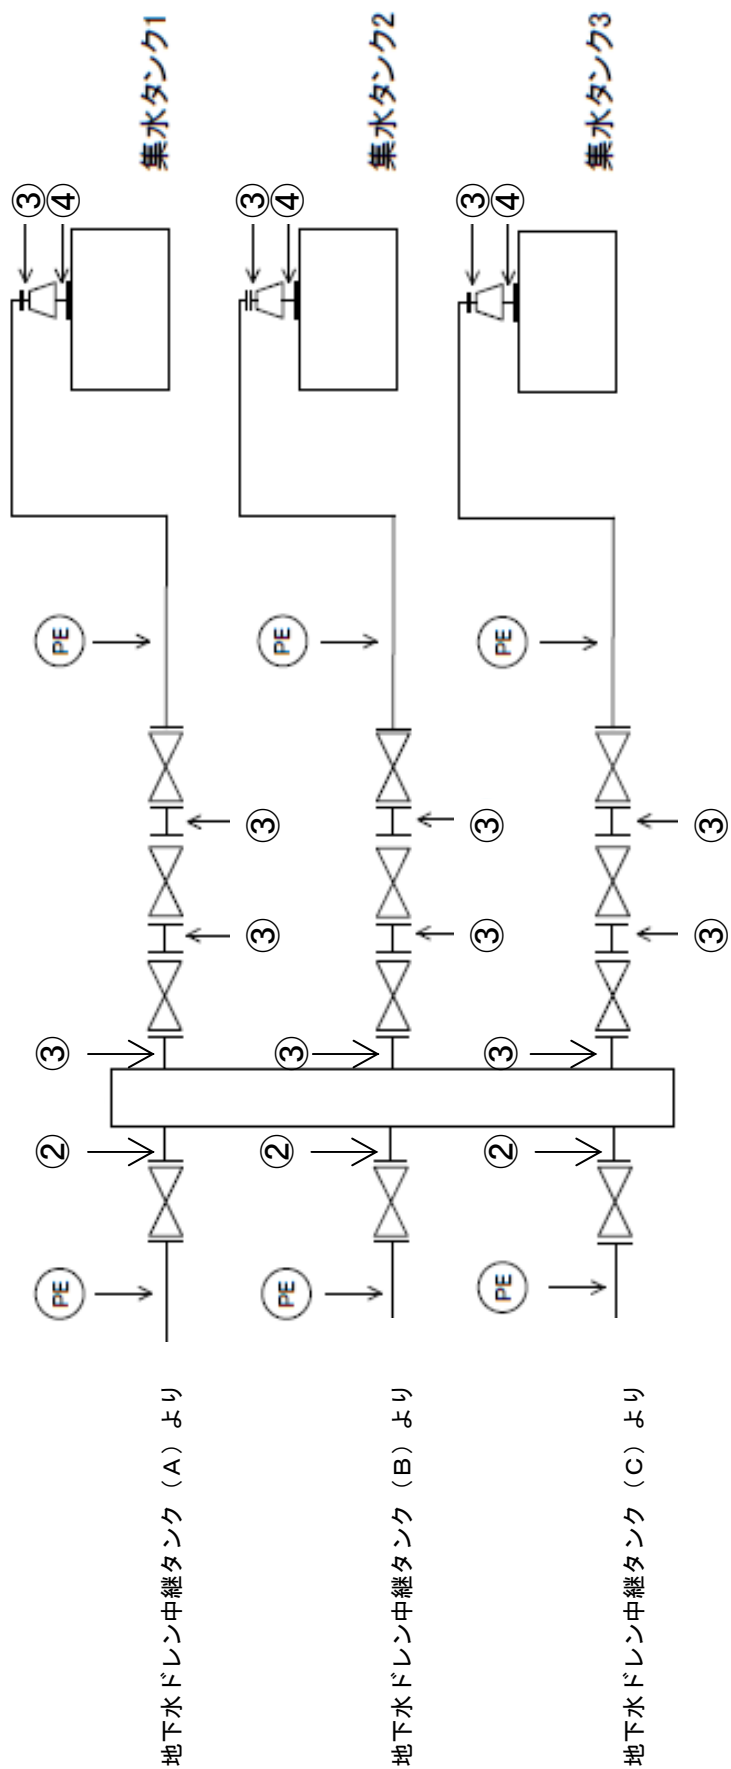 ③
PE ② ③ PE ④
地下水ドレン中継タンク（A）より
集水タンク1
③ ③
③
PE ② ③ PE ④
地下水ドレン中継タンク（B）より
集水タンク2
③ ③
③
PE ② ③ PE ④
地下水ドレン中継タンク（C）より
集水タンク3
③ ③